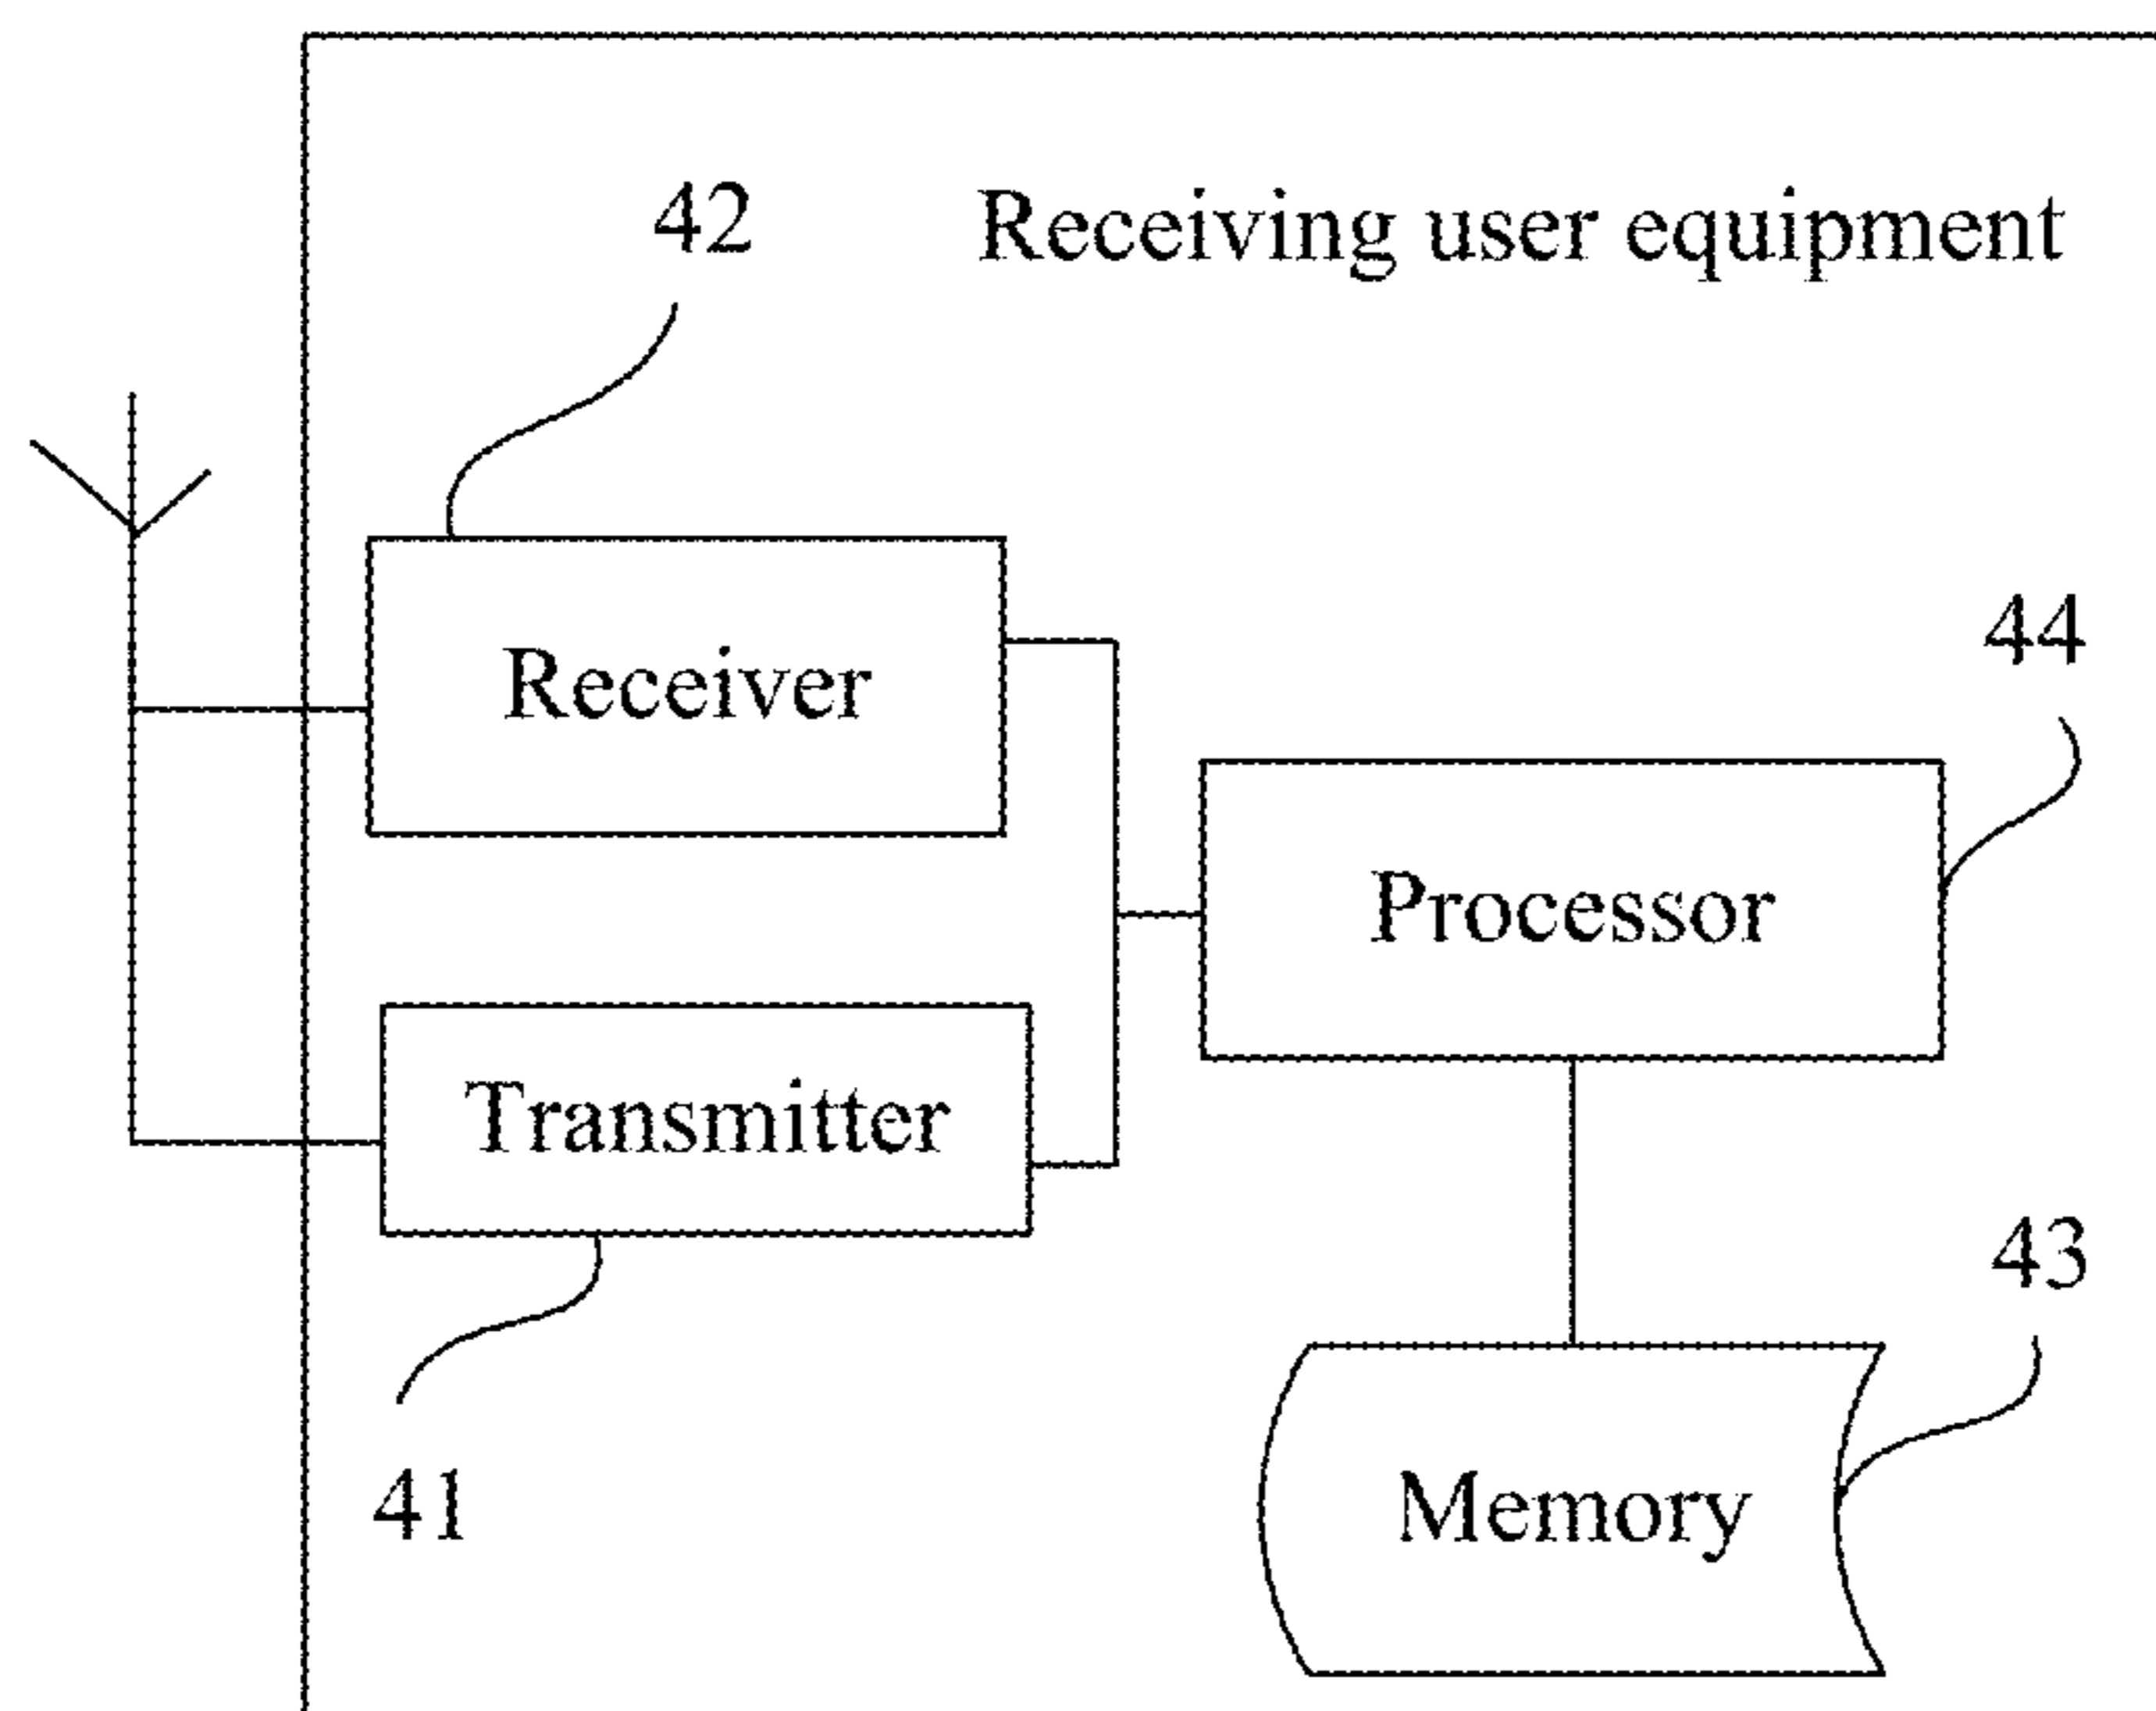 42
Receiving user equipment
Receiver
44
Processor
Transmitter
43
41
Memory